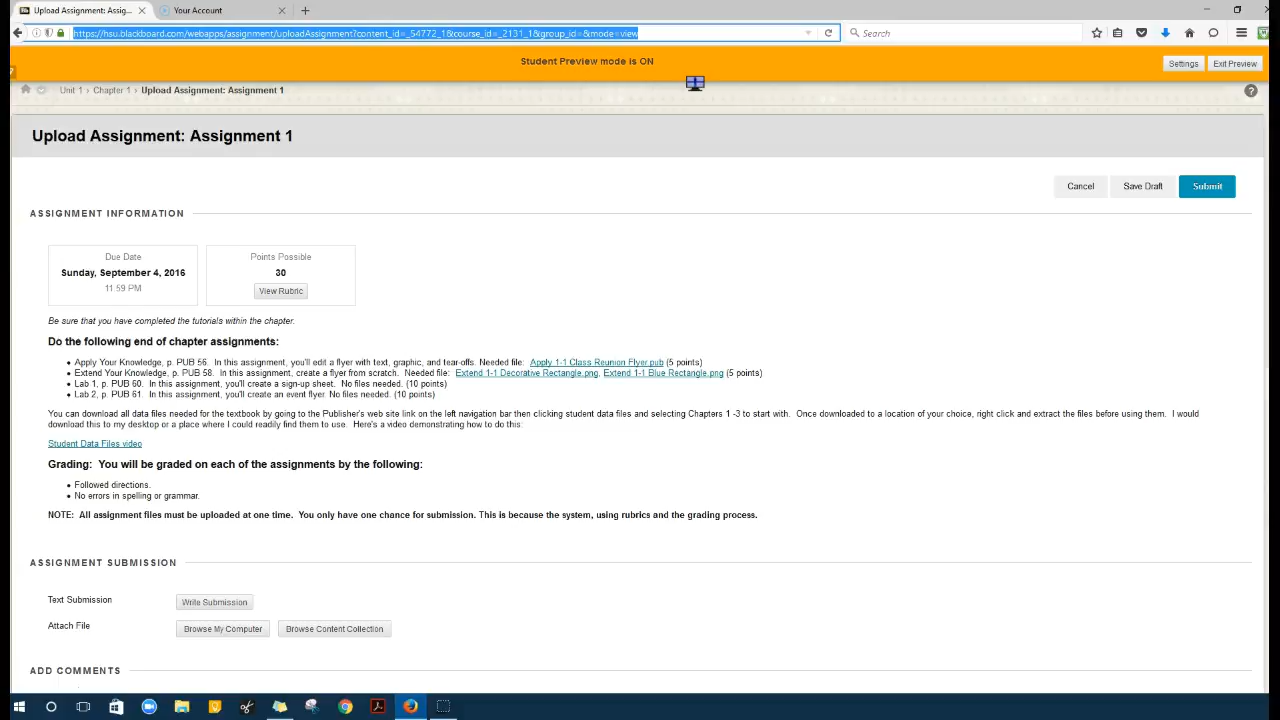 Upload Assignment: Assig...
Your Account
https://hsu.blackboard.com/webapps/assignment/uploadAssignment?content_id=_54772_1&course_id=_2131_1&group_id=&mode=view
Search
Student Preview mode is ON
Settings
Exit Preview
Unit 1 › Chapter 1 › Upload Assignment: Assignment 1
?
Upload Assignment: Assignment 1
Cancel
Save Draft
Submit
ASSIGNMENT INFORMATION
Due Date
Points Possible
Sunday, September 4, 2016
30
11:59 PM
View Rubric
Be sure that you have completed the tutorials within the chapter.
Do the following end of chapter assignments:
• Apply Your Knowledge, p. PUB 56. In this assignment, you'll edit a flyer with text, graphic, and tear-offs. Needed file: Apply 1-1 Class Reunion Flyer.pub (5 points)
• Extend Your Knowledge, p. PUB 58. In this assignment, create a flyer from scratch. Needed file: Extend 1-1 Decorative Rectangle.png, Extend 1-1 Blue Rectangle.png (5 points)
• Lab 1, p. PUB 60. In this assignment, you'll create a sign-up sheet. No files needed. (10 points)
• Lab 2, p. PUB 61. In this assignment, you'll create an event flyer. No files needed. (10 points)
You can download all data files needed for the textbook by going to the Publisher's web site link on the left navigation bar then clicking student data files and selecting Chapters 1 -3 to start with. Once downloaded to a location of your choice, right click and extract the files before using them. I would
download this to my desktop or a place where I could readily find them to use. Here's a video demonstrating how to do this:
Student Data Files video
Grading: You will be graded on each of the assignments by the following:
• Followed directions.
• No errors in spelling or grammar.
NOTE: All assignment files must be uploaded at one time. You only have one chance for submission. This is because the system, using rubrics and the grading process.
ASSIGNMENT SUBMISSION
Text Submission
Write Submission
Attach File
Browse My Computer
Browse Content Collection
ADD COMMENTS